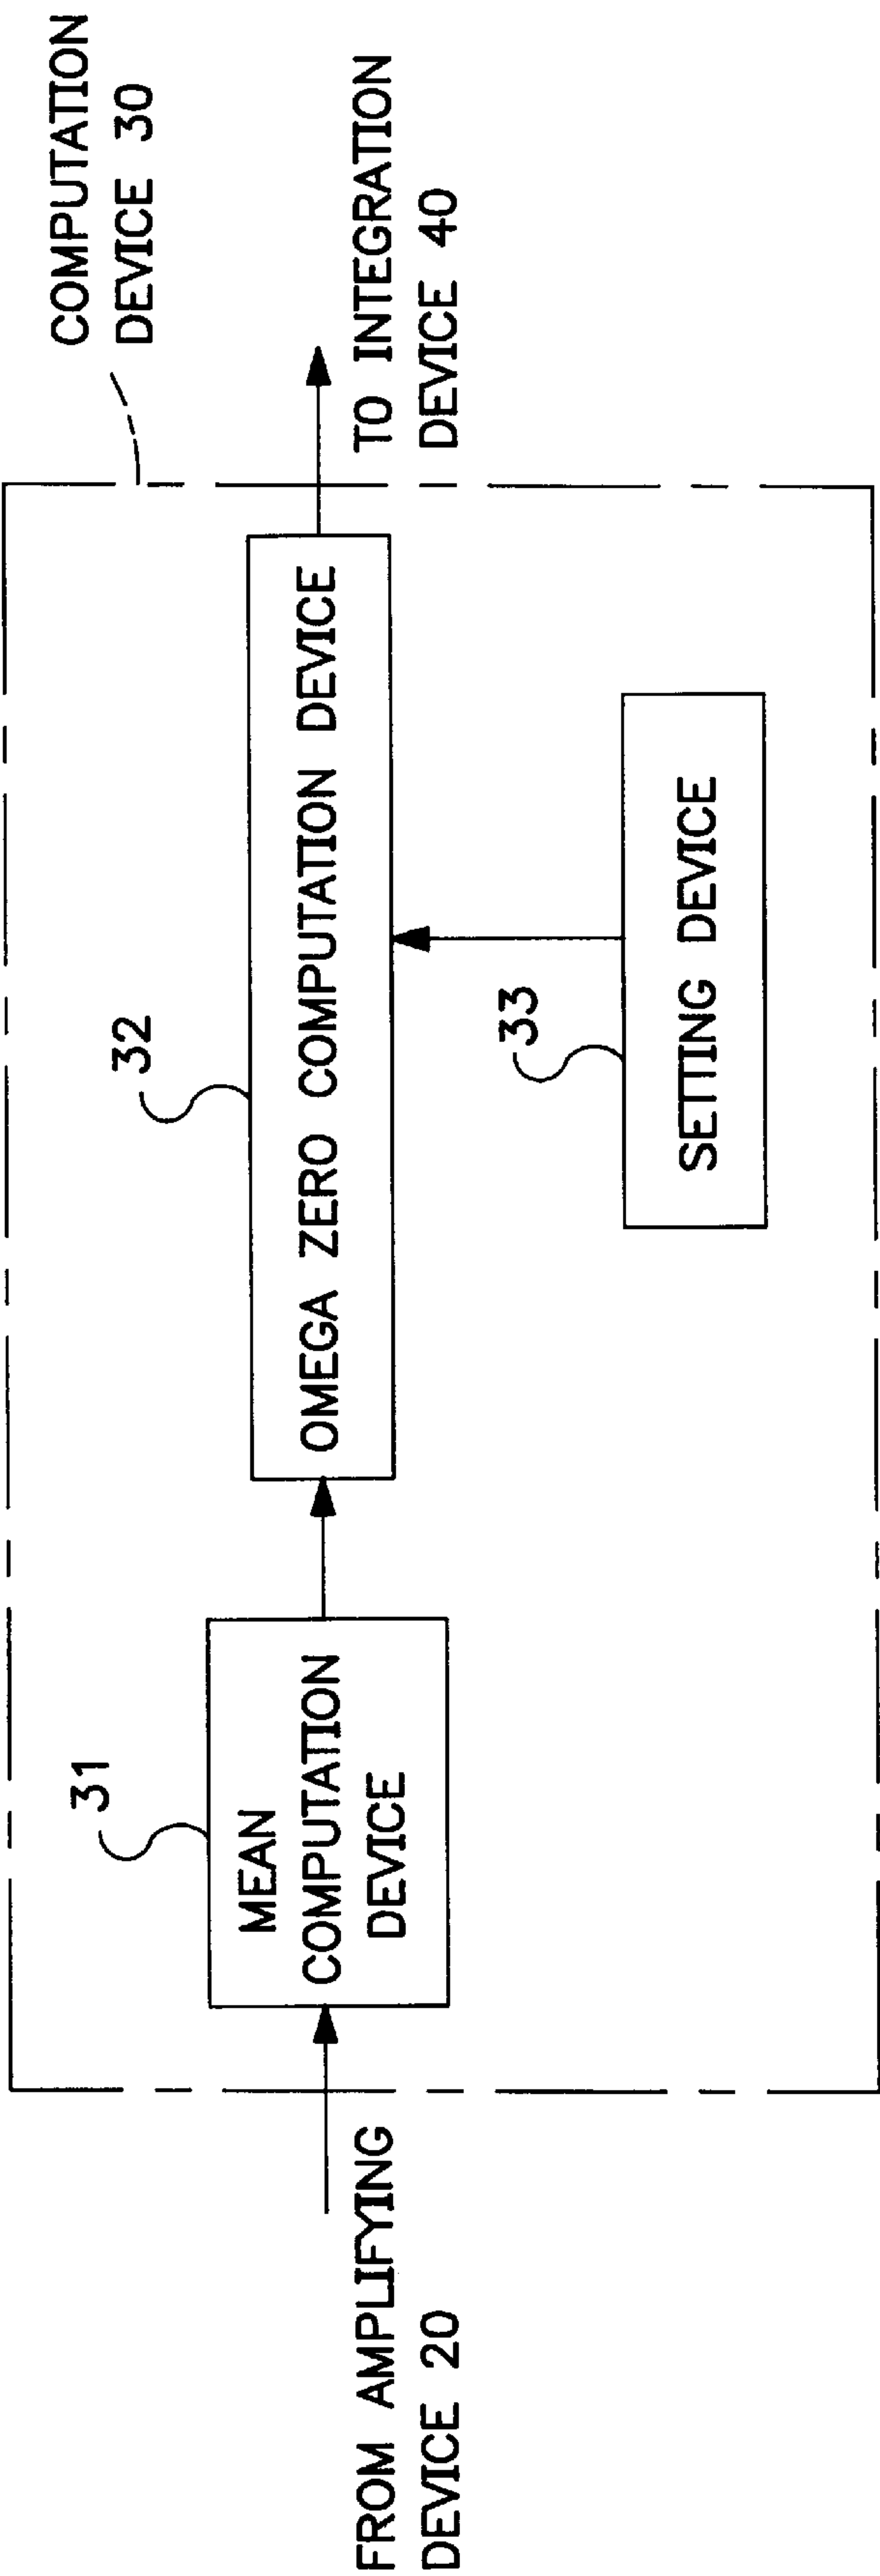 COMPUTATION
DEVICE 30
FROM AMPLIFYING
DEVICE 20
31
MEAN
COMPUTATION
DEVICE
32
OMEGA ZERO COMPUTATION DEVICE
33
SETTING DEVICE
TO INTEGRATION
DEVICE 40